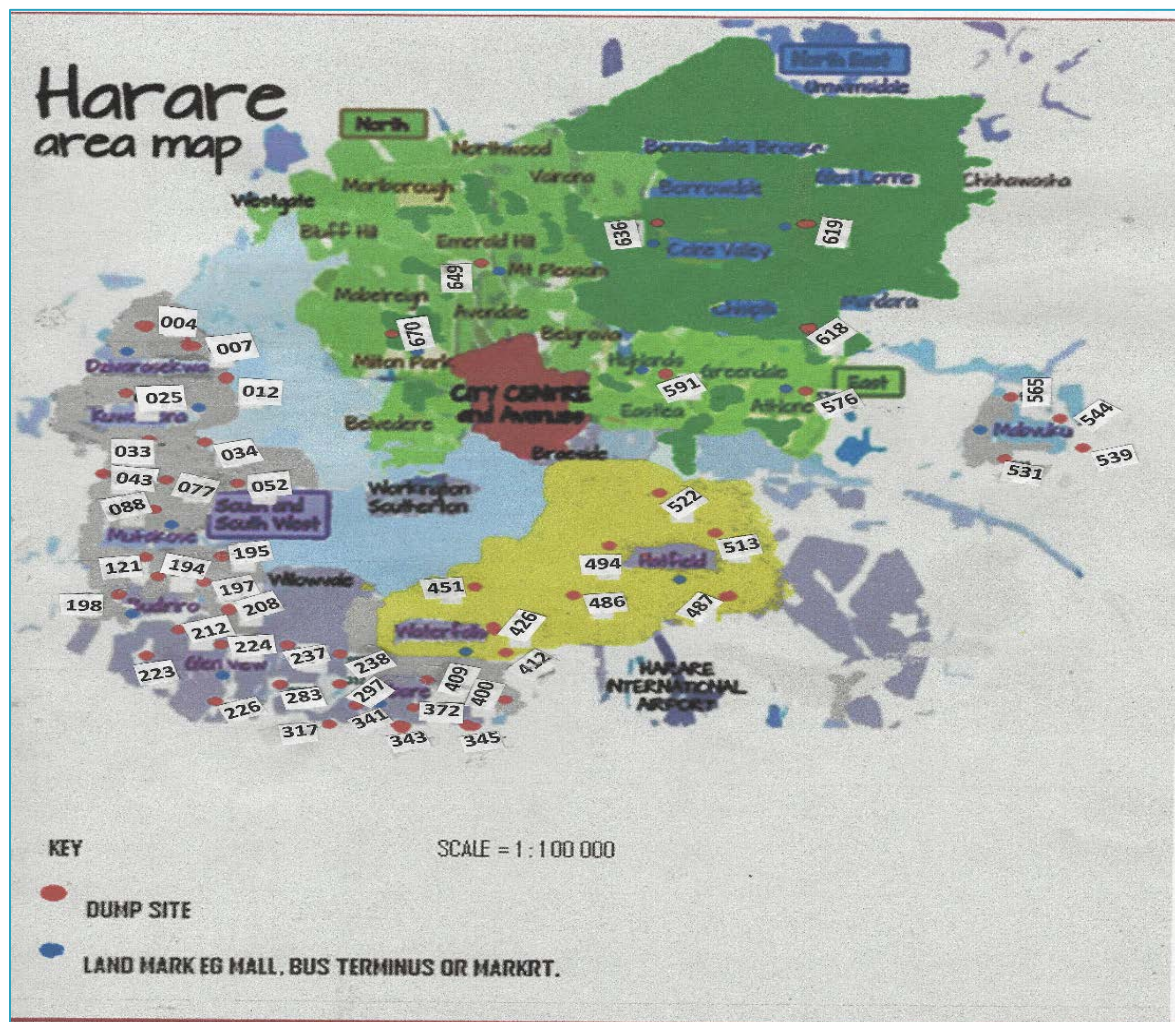 Harare
area map
North
North East
Northwood
Borrowdale Brooke
Marlborough
Vainona
Borrowdale
Glen Lorne
Chishawasha
Westgate
Bluff Hill
Emerald Hill
636
619
649
Mt Pleasant
Mabelreign
Avondale
004
670
Belgravia
618
007
Dzivarasekwa
Milton Park
Highlands
Greendale
East
012
CITY CENTRE
and Avenues
591
576
565
025
Eastlea
544
Belvedere
Mabvuku
033
034
Braeside
531
539
043
077
052
Workington
Southerton
522
088
South and
South West
Mufakose
513
121
194
195
494
Hatfield
Willowvale
451
198
197
486
487
208
Budiriro
212
Waterfalls
426
224
237
238
412
223
Glen View
HARARE
INTERNATIONAL
AIRPORT
409
400
283
297
226
372
317
341
343
345
KEY
SCALE = 1 : 100 000
DUMP SITE
LAND MARK EG MALL, BUS TERMINUS OR MARKRT.